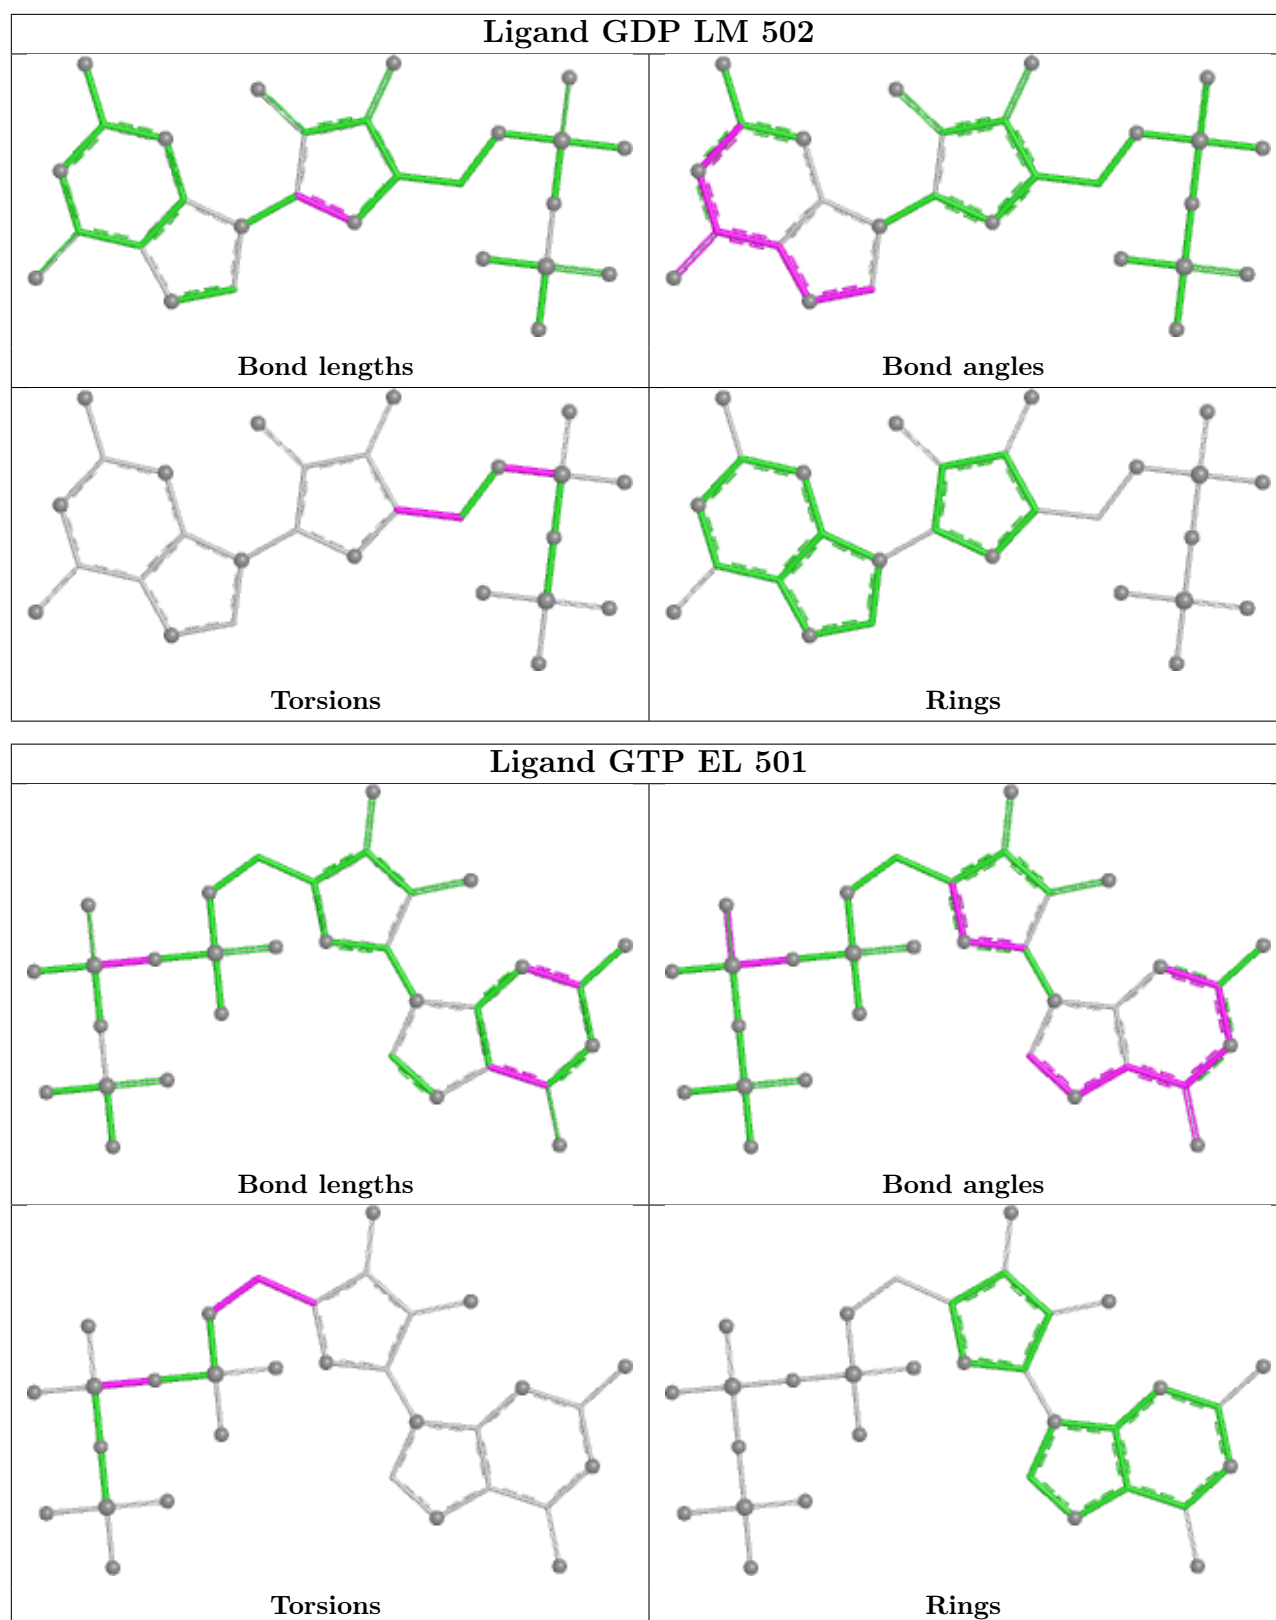 Ligand GDP LM 502
Bond lengths
Bond angles
Torsions
Rings
Ligand GTP EL 501
Bond lengths
Bond angles
Torsions
Rings